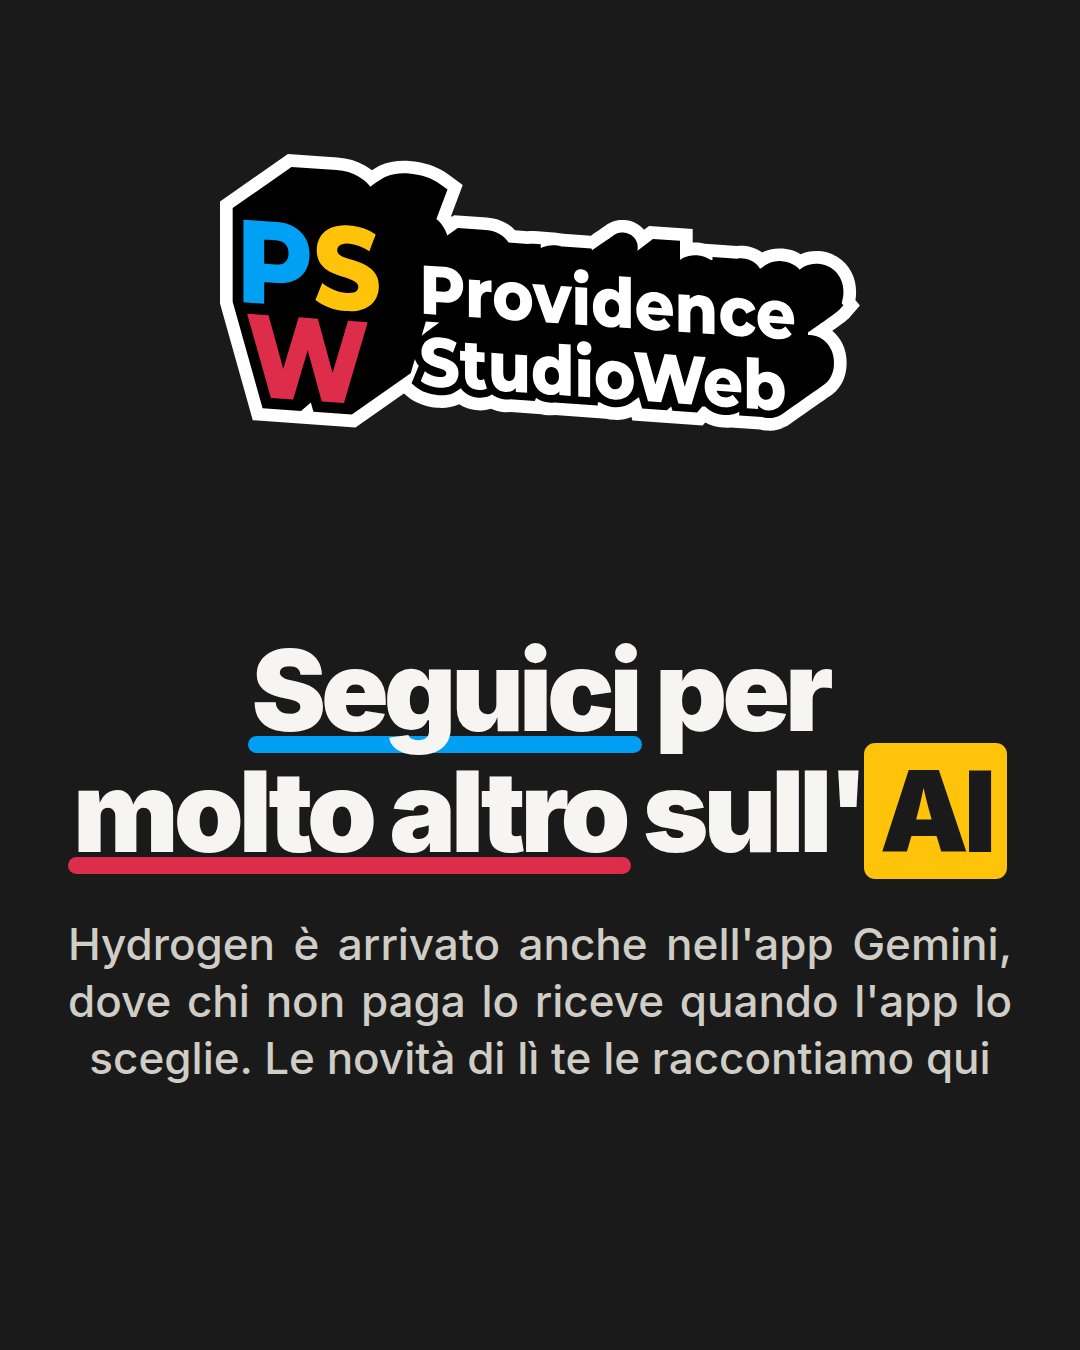 PS
W
Providence
StudioWeb
Seguici per
molto altro sull'AI
Hydrogen è arrivato anche nell'app Gemini,
dove chi non paga lo riceve quando l'app lo
sceglie. Le novità di lì te le raccontiamo qui